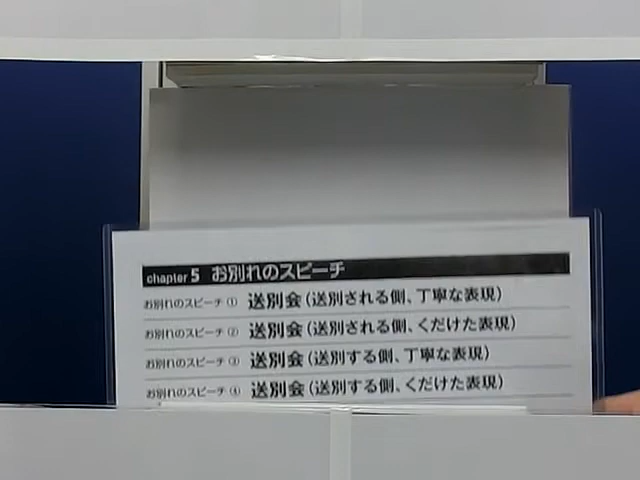 chapter 5 お別れのスピーチ
お別れのスピーチ ① 送別会(送別される側、丁寧な表現)
お別れのスピーチ ② 送別会(送別される側、くだけた表現)
お別れのスピーチ ③ 送別会(送別する側、丁寧な表現)
お別れのスピーチ ④ 送別会(送別する側、くだけた表現)